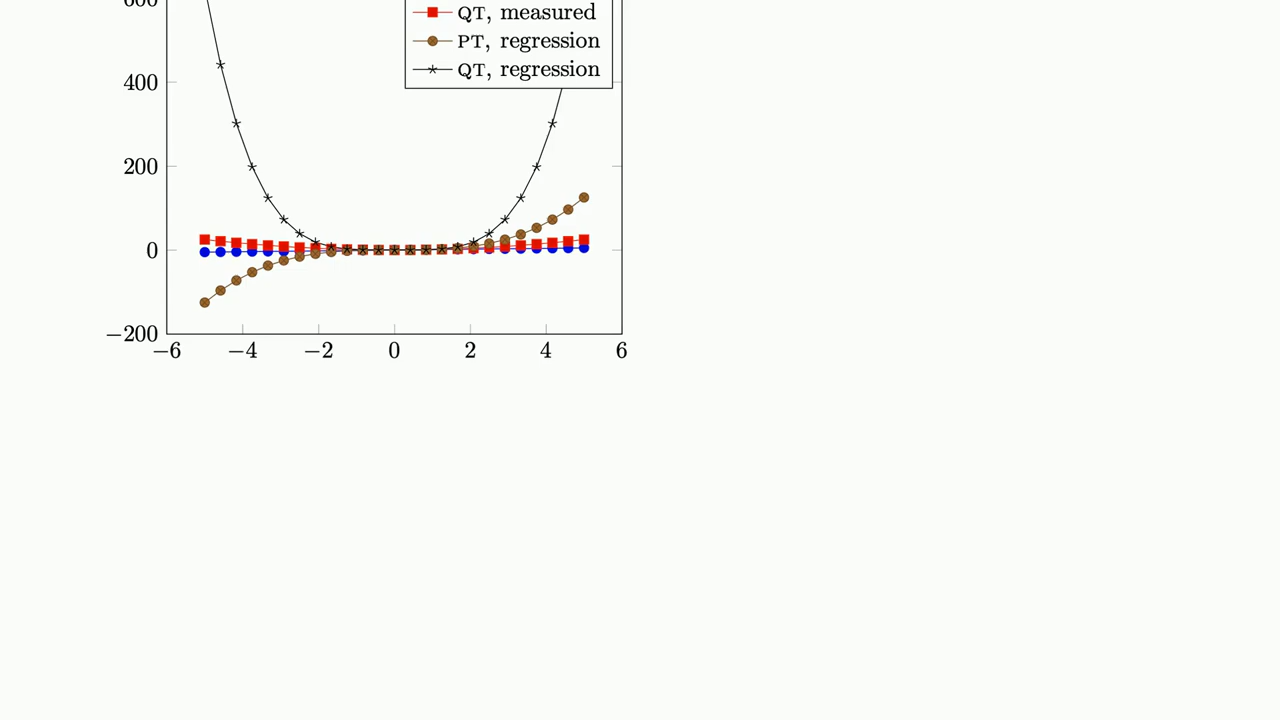 600
QT, measured
PT, regression
QT, regression
400
200
0
−200
−6 −4 −2 0 2 4 6